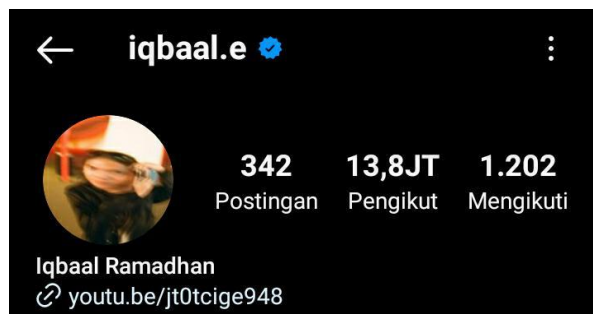 iqbaal.e
342 13,8JT 1.202
Postingan Pengikut Mengikuti
Iqbaal Ramadhan
youtu.be/jt0tcige948